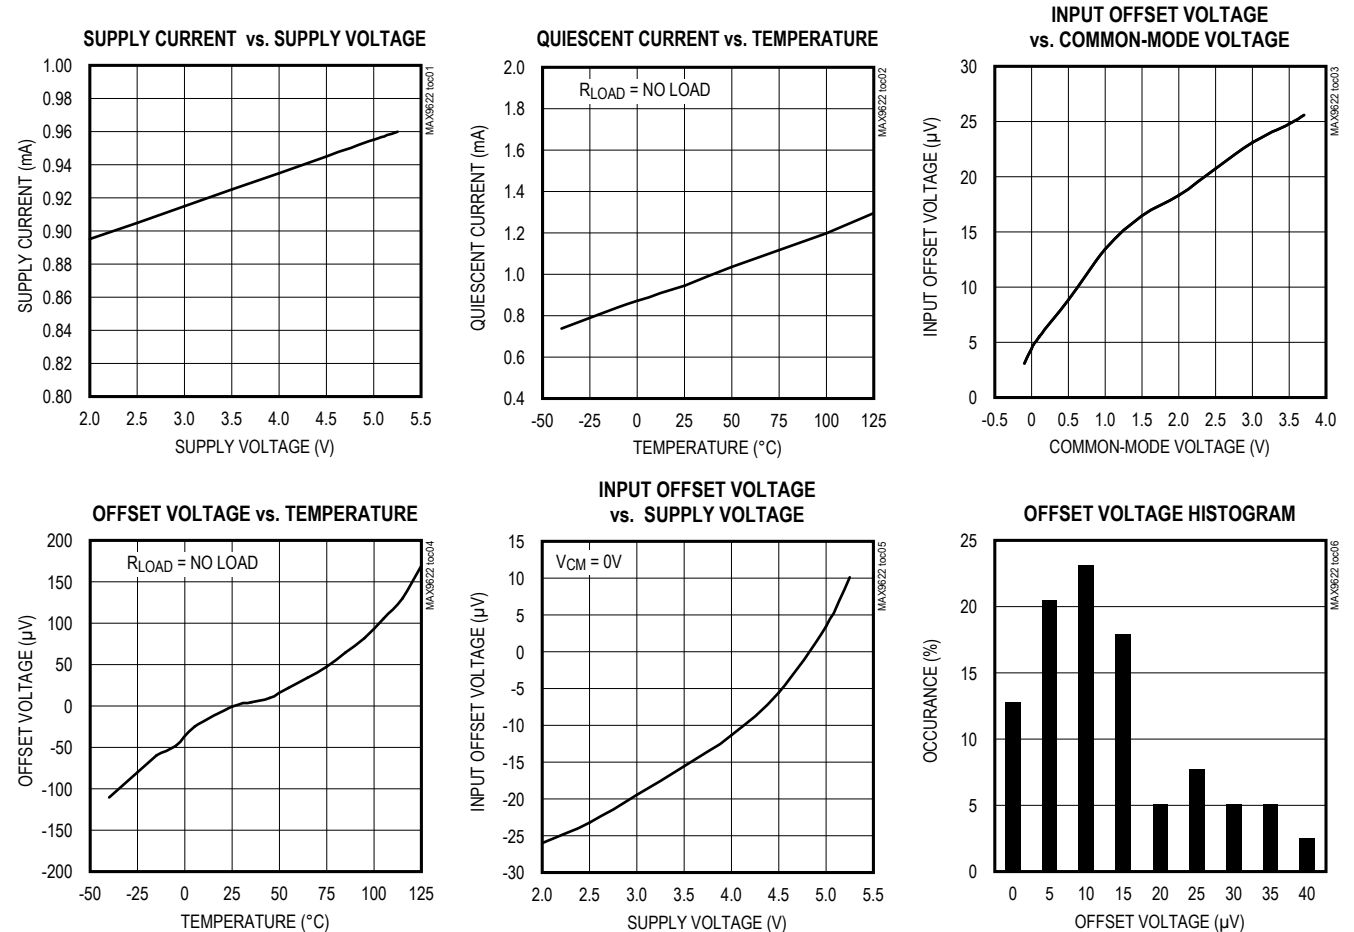 SUPPLY CURRENT vs. SUPPLY VOLTAGE
MAX9622 toc01
SUPPLY CURRENT (mA)
1.00
0.98
0.96
0.94
0.92
0.90
0.88
0.86
0.84
0.82
0.80
2.0 2.5 3.0 3.5 4.0 4.5 5.0 5.5
SUPPLY VOLTAGE (V)
QUIESCENT CURRENT vs. TEMPERATURE
MAX9622 toc02
RLOAD = NO LOAD
QUIESCENT CURRENT (mA)
2.0
1.8
1.6
1.4
1.2
1.0
0.8
0.6
0.4
-50 -25 0 25 50 75 100 125
TEMPERATURE (°C)
INPUT OFFSET VOLTAGE
vs. COMMON-MODE VOLTAGE
MAX9622 toc03
INPUT OFFSET VOLTAGE (µV)
30
25
20
15
10
5
0
-0.5 0 0.5 1.0 1.5 2.0 2.5 3.0 3.5 4.0
COMMON-MODE VOLTAGE (V)
OFFSET VOLTAGE vs. TEMPERATURE
MAX9622 toc04
RLOAD = NO LOAD
OFFSET VOLTAGE (µV)
200
150
100
50
0
-50
-100
-150
-200
-50 -25 0 25 50 75 100 125
TEMPERATURE (°C)
INPUT OFFSET VOLTAGE
vs. SUPPLY VOLTAGE
MAX9622 toc05
VCM = 0V
INPUT OFFSET VOLTAGE (µV)
15
10
5
0
-5
-10
-15
-20
-25
-30
2.0 2.5 3.0 3.5 4.0 4.5 5.0 5.5
SUPPLY VOLTAGE (V)
OFFSET VOLTAGE HISTOGRAM
MAX9622 toc06
OCCURANCE (%)
25
20
15
10
5
0
0 5 10 15 20 25 30 35 40
OFFSET VOLTAGE (µV)